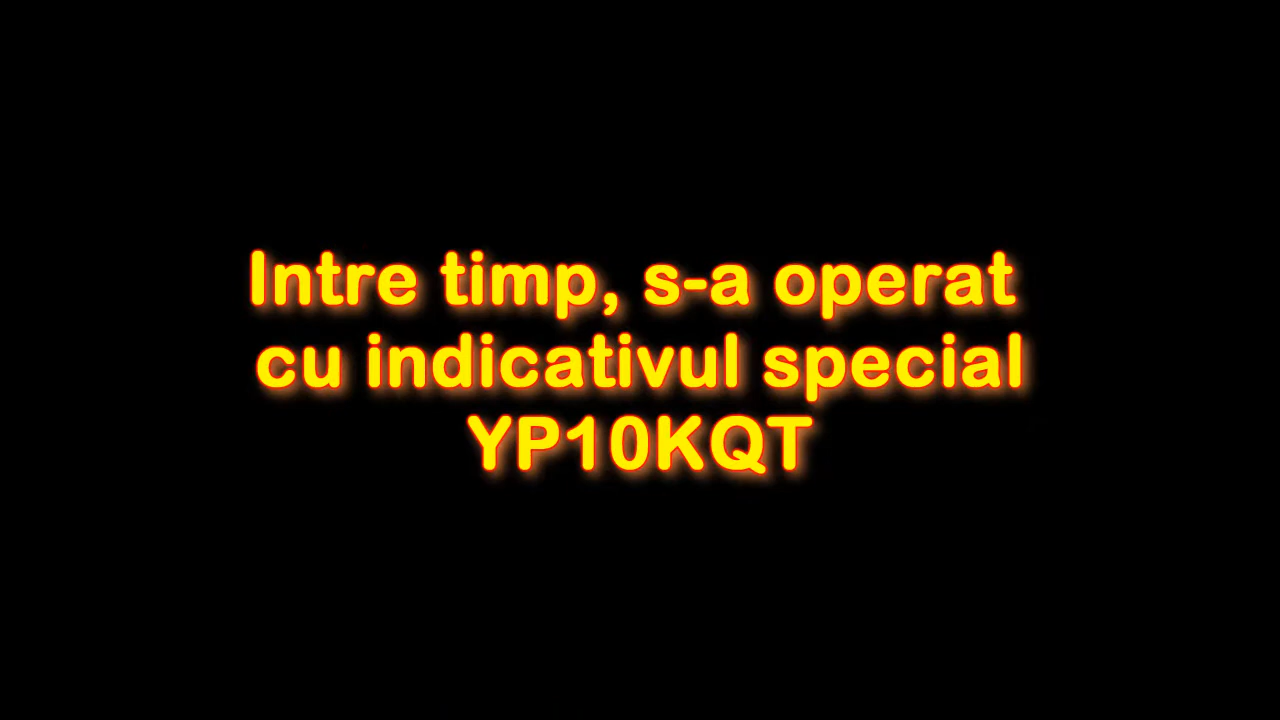 Intre timp, s-a operat
cu indicativul special
YP10KQT